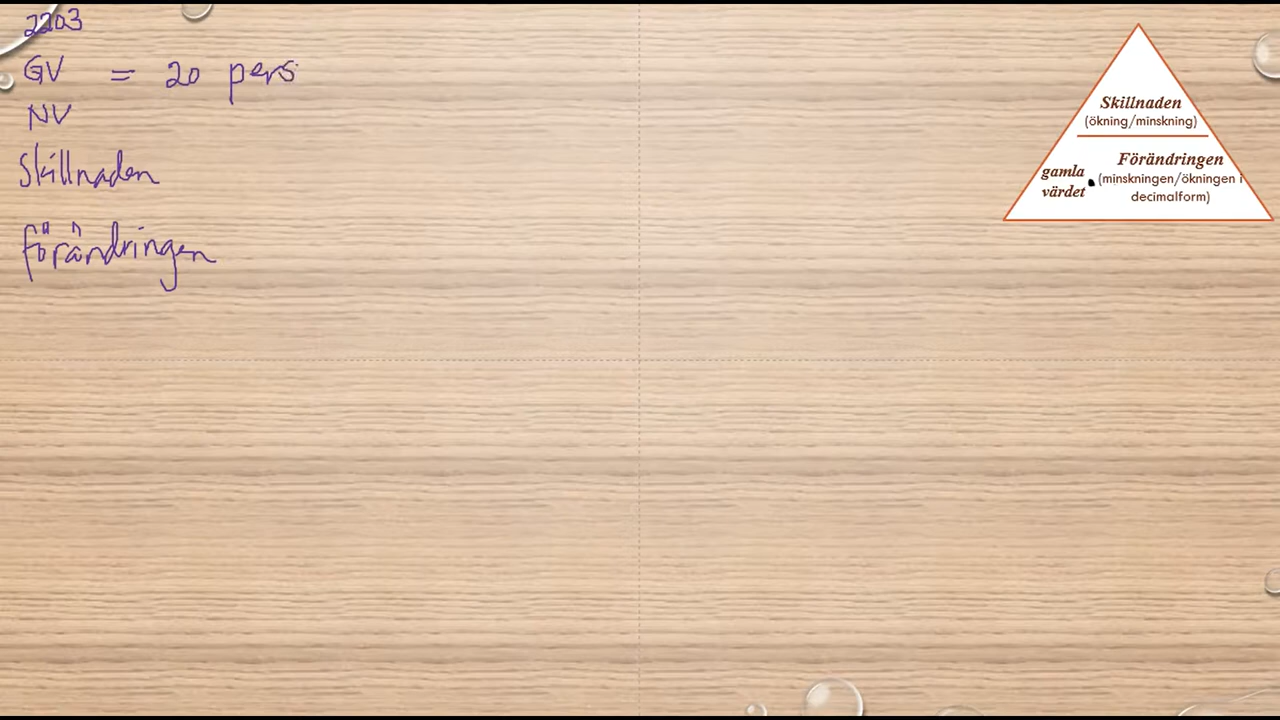 2203
GV = 20 pers
NV
Skillnaden
förändringen
Skillnaden
(ökning/minskning)
gamla
värdet
Förändringen
(minskningen/ökningen i
decimalform)